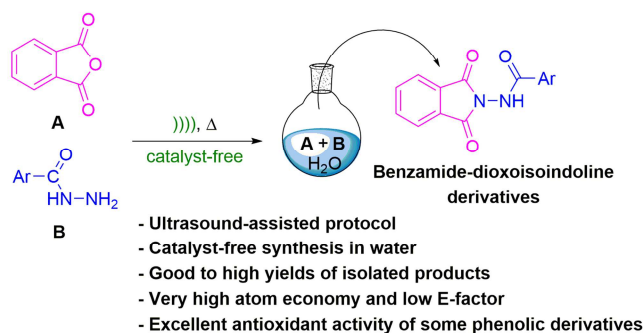 O
O
O
A
Ar
C
O
HN
NH2
B
)))), Δ
catalyst-free
A + B
H2O
O
N
O
NH
O
Ar
Benzamide-dioxoisoindoline
derivatives
- Ultrasound-assisted protocol
- Catalyst-free synthesis in water
- Good to high yields of isolated products
- Very high atom economy and low E-factor
- Excellent antioxidant activity of some phenolic derivatives